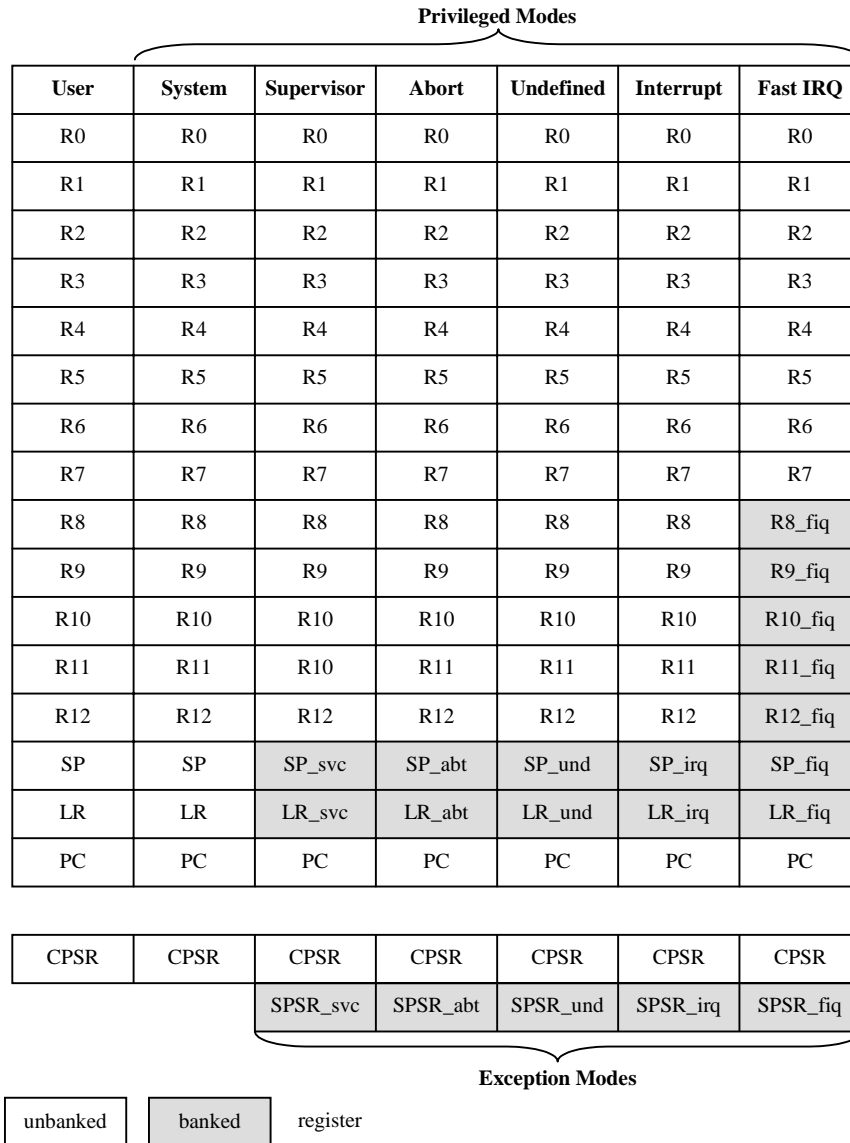 Privileged Modes
User System Supervisor Abort Undefined Interrupt Fast IRQ
R0 R0 R0 R0 R0 R0 R0
R1 R1 R1 R1 R1 R1 R1
R2 R2 R2 R2 R2 R2 R2
R3 R3 R3 R3 R3 R3 R3
R4 R4 R4 R4 R4 R4 R4
R5 R5 R5 R5 R5 R5 R5
R6 R6 R6 R6 R6 R6 R6
R7 R7 R7 R7 R7 R7 R7
R8 R8 R8 R8 R8 R8 R8_fiq
R9 R9 R9 R9 R9 R9 R9_fiq
R10 R10 R10 R10 R10 R10 R10_fiq
R11 R11 R10 R11 R11 R11 R11_fiq
R12 R12 R12 R12 R12 R12 R12_fiq
SP SP SP_svc SP_abt SP_und SP_irq SP_fiq
LR LR LR_svc LR_abt LR_und LR_irq LR_fiq
PC PC PC PC PC PC PC
CPSR CPSR CPSR CPSR CPSR CPSR CPSR
SPSR_svc SPSR_abt SPSR_und SPSR_irq SPSR_fiq
Exception Modes
unbanked banked register